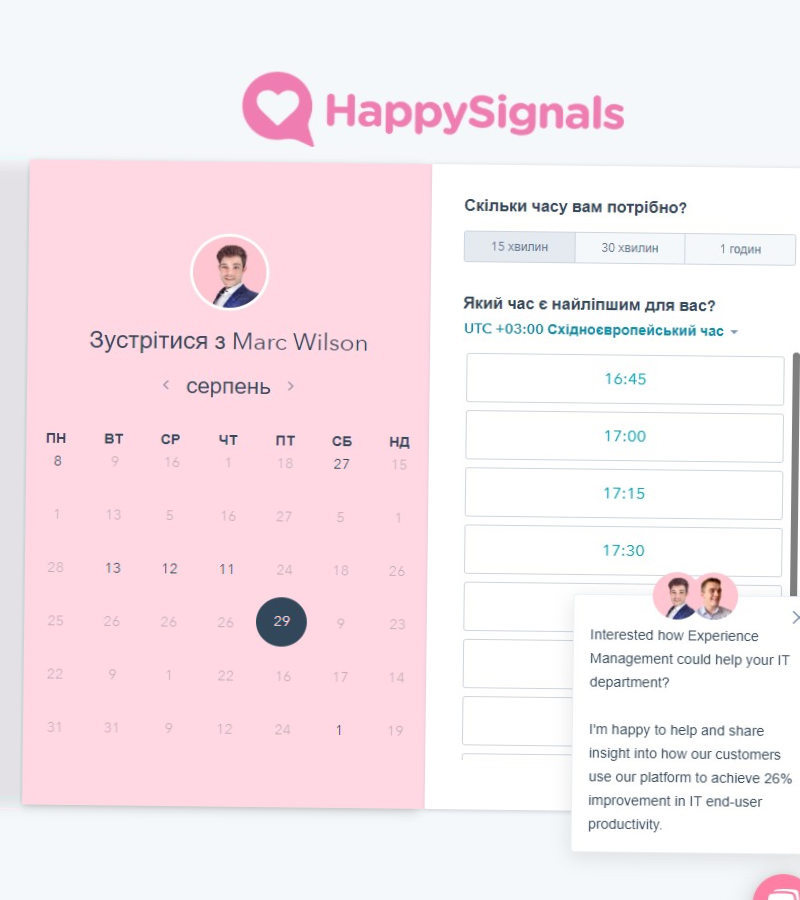 HappySignals
Зустрітися з Marc Wilson
серпень
ПН ВТ СР ЧТ ПТ СБ НД
8 9 16 1 18 27 15
1 13 5 16 27 5 1
28 13 12 11 24 18 26
25 26 26 26 29 9 23
22 9 1 22 16 17 14
31 31 9 12 24 1 19
Скільки часу вам потрібно?
15 хвилин 30 хвилин 1 годин
Який час є найліпшим для вас?
UTC +03:00 Східноєвропейський час
16:45
17:00
17:15
17:30
Interested how Experience
Management could help your IT
department?
I'm happy to help and share
insight into how our customers
use our platform to achieve 26%
improvement in IT end-user
productivity.